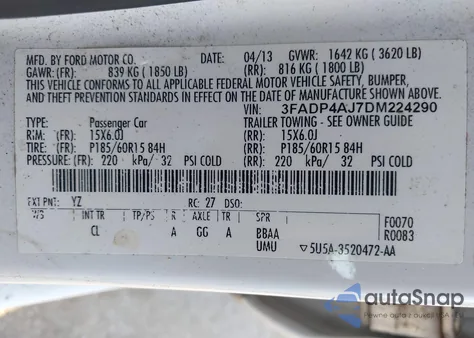 MFD. BY FORD MOTOR CO. DATE: 04/13 GVWR: 1642 KG ( 3620 LB)
GAWR: (FR) 839 KG ( 1850 LB) RR: 816 KG ( 1800 LB)
THIS VEHICLE CONFORMS TO ALL APPLICABLE FEDERAL MOTOR VEHICLE SAFETY, BUMPER,
AND THEFT PREVENTION STANDARDS IN EFFECT ON THE DATE OF MANUFACTURE SHOWN ABOVE.
VIN: 3FADP4AJ7DM224290
TYPE: Passenger Car TRAILER TOWING - SEE OWNER GUIDE
RIM: (FR) 15X6.0J (RR) 15X6.0J
TIRE: (FR) P185/60R15 84H (RR) P185/60R15 84H
PRESSURE: (FR) 220 kPa/ 32 PSI COLD (RR) 220 kPa/ 32 PSI COLD
EXT PNT: YZ RC: 27 DSO:
WB INT TR TP/PS R AXLE TR SPR F0070
CL A GG A BBAA R0083
UMU ▽5U5A-3520472-AA
autoSnap